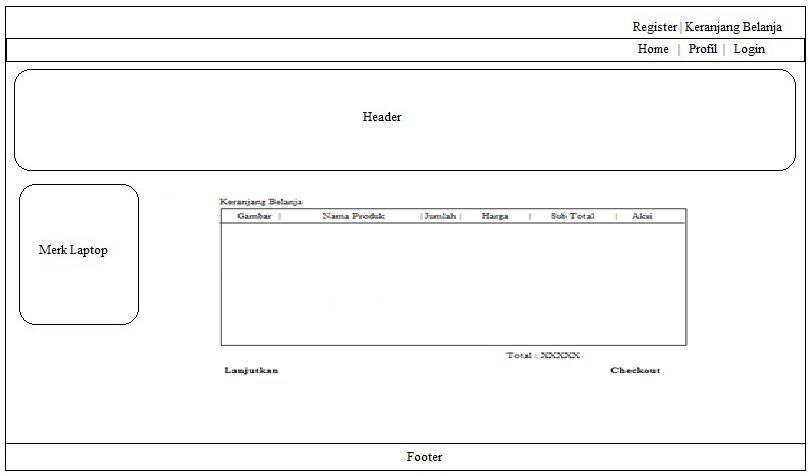 Register | Keranjang Belanja
Home | Profil | Login
Header
Merk Laptop
Keranjang Belanja
Gambar | Nama Produk | Jumlah | Harga | Sub Total | Aksi
Total : XXXXX
Lanjutkan Checkout
Footer